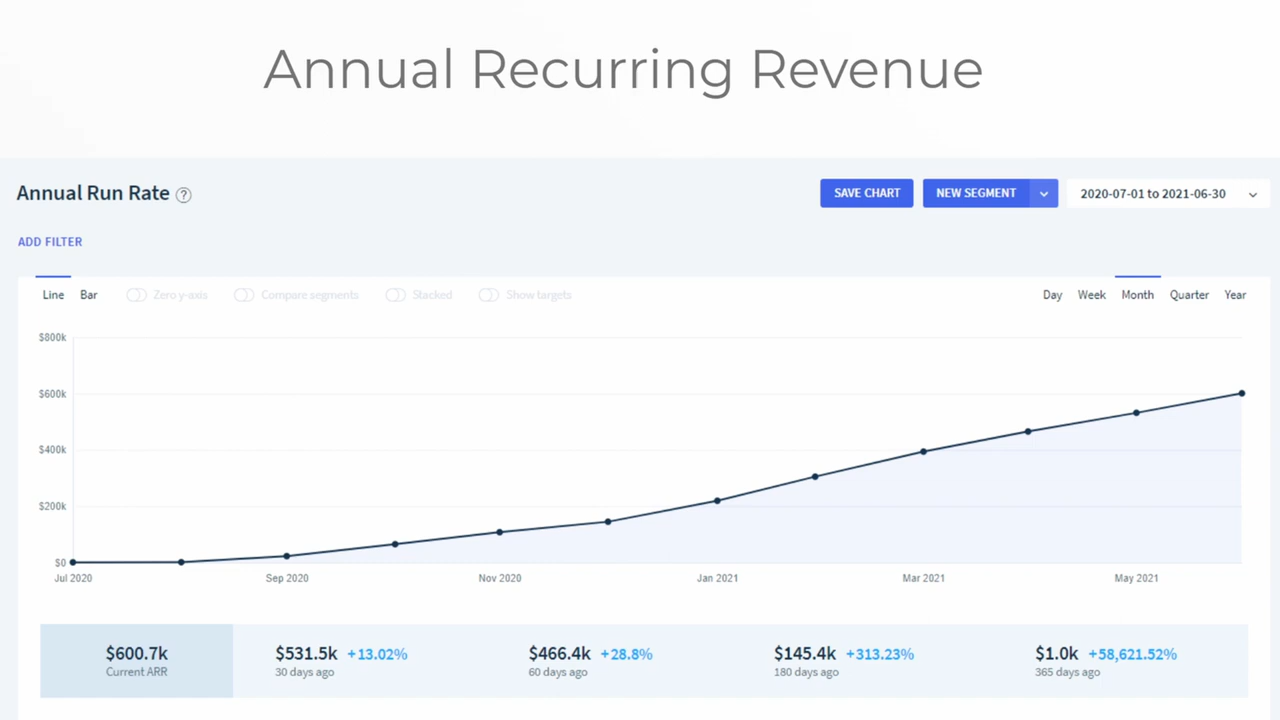 Annual Recurring Revenue
Annual Run Rate ?
SAVE CHART
NEW SEGMENT
2020-07-01 to 2021-06-30
ADD FILTER
Line Bar Zero y-axis Compare segments Stacked Show targets
Day Week Month Quarter Year
$800k
$600k
$400k
$200k
$0
Jul 2020 Sep 2020 Nov 2020 Jan 2021 Mar 2021 May 2021
$600.7k
Current ARR
$531.5k +13.02%
30 days ago
$466.4k +28.8%
60 days ago
$145.4k +313.23%
180 days ago
$1.0k +58,621.52%
365 days ago